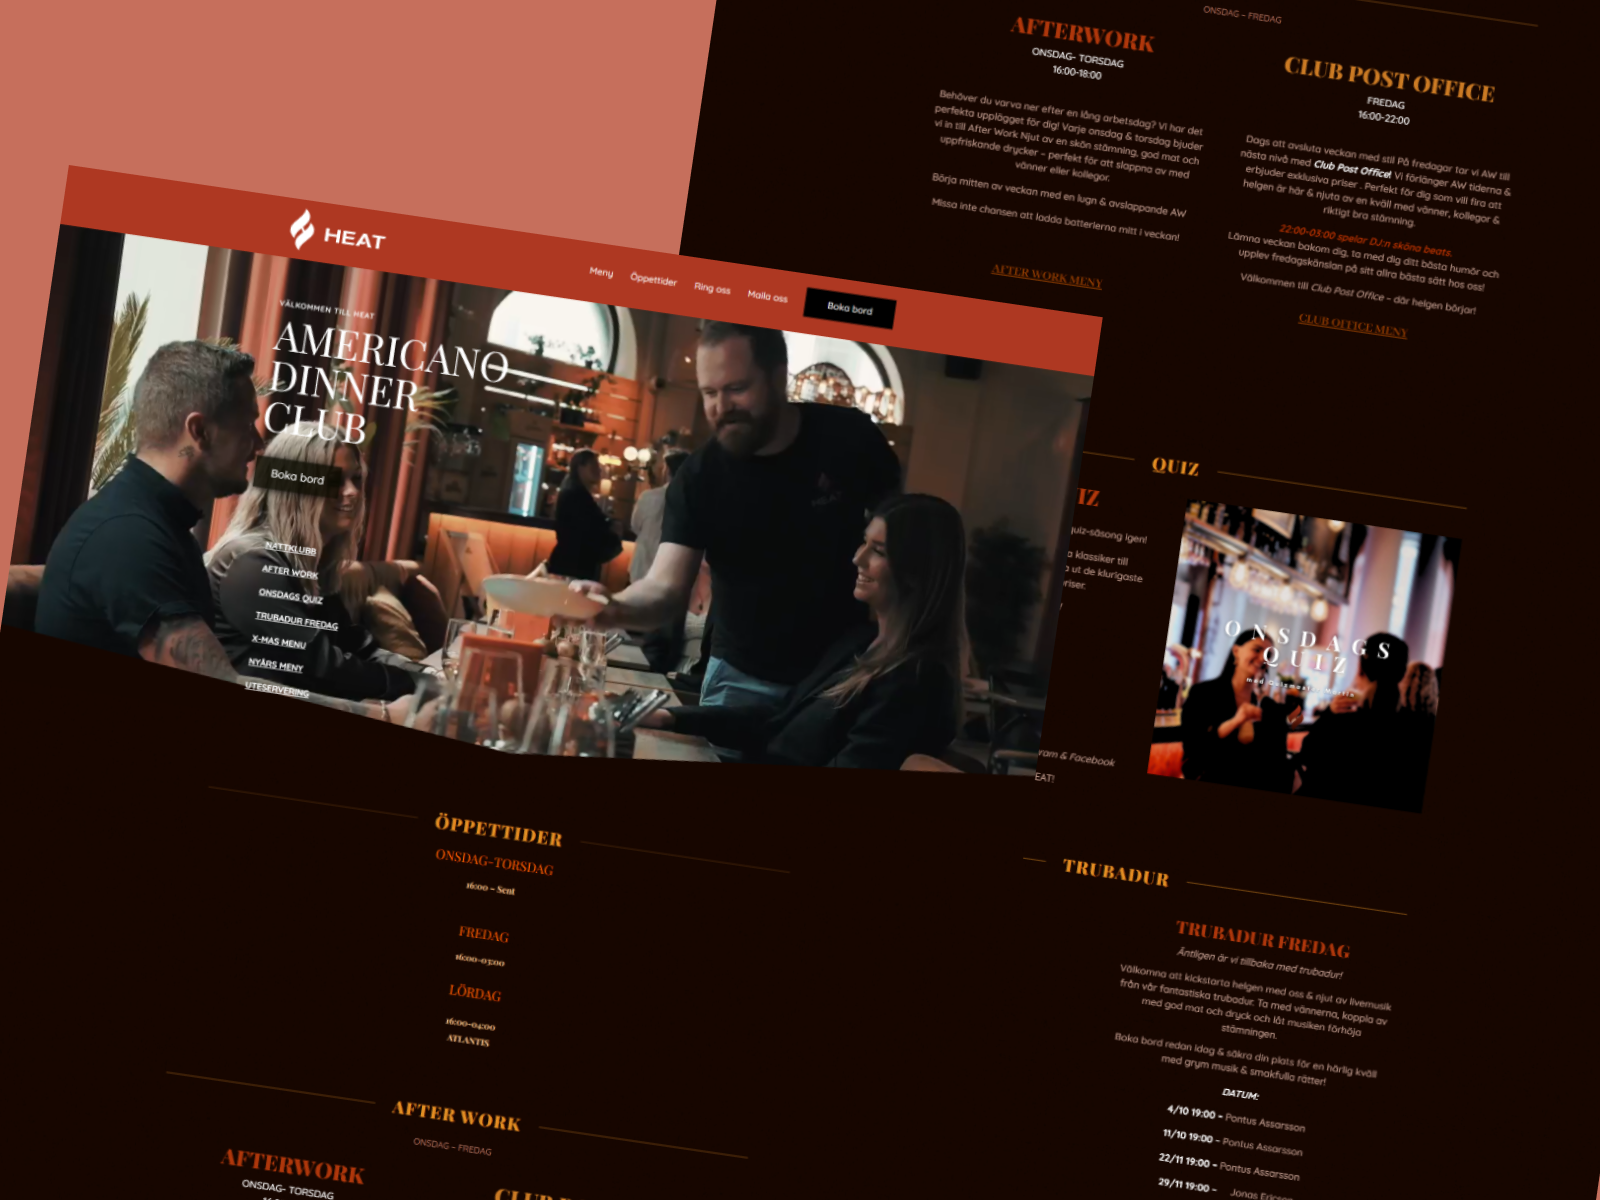 HEAT
Meny
Öppettider
Ring oss
Maila oss
Boka bord
VÄLKOMMEN TILL HEAT
AMERICANO
DINNER
CLUB
Boka bord
NATTKLUBB
AFTER WORK
ONSDAGS QUIZ
TRUBADUR FREDAG
X-MAS MENU
NYÅRS MENY
UTESERVERING
HEAT
ÖPPETTIDER
ONSDAG-TORSDAG
16:00 – Sent
FREDAG
16:00-03:00
LÖRDAG
16:00-04:00
ATLANTIS
AFTER WORK
ONSDAG – FREDAG
AFTERWORK
ONSDAG- TORSDAG
ONSDAG – FREDAG
AFTERWORK
ONSDAG- TORSDAG
16:00-18:00
Behöver du varva ner efter en lång arbetsdag? Vi har det
perfekta upplägget för dig! Varje onsdag & torsdag bjuder
vi in till After Work Njut av en skön stämning, god mat och
uppfriskande drycker – perfekt för att slappna av med
vänner eller kollegor.
Börja mitten av veckan med en lugn & avslappande AW
Missa inte chansen att ladda batterierna mitt i veckan!
AFTER WORK MENY
CLUB POST OFFICE
FREDAG
16:00-22:00
Dags att avsluta veckan med stil På fredagar tar vi AW till
nästa nivå med Club Post Office! Vi förlänger AW tiderna &
erbjuder exklusiva priser . Perfekt för dig som vill fira att
helgen är här & njuta av en kväll med vänner, kollegor &
riktigt bra stämning.
22:00-03:00 spelar DJ:n sköna beats.
Lämna veckan bakom dig, ta med dig ditt bästa humör och
upplev fredagskänslan på sitt allra bästa sätt hos oss!
Välkommen till Club Post Office – där helgen börjar!
CLUB OFFICE MENY
QUIZ
IZ
quiz-säsong igen!
a klassiker till
ut de klurigaste
riser.
ram & Facebook
EAT!
ONSDAGS
QUIZ
TRUBADUR
TRUBADUR FREDAG
Äntligen är vi tillbaka med trubadur!
Välkomna att kickstarta helgen med oss & njut av livemusik
från vår fantastiska trubadur. Ta med vännerna, koppla av
med god mat och dryck och låt musiken förhöja
stämningen.
Boka bord redan idag & säkra din plats för en härlig kväll
med grym musik & smakfulla rätter!
DATUM:
4/10 19:00 – Pontus Assarsson
11/10 19:00 – Pontus Assarsson
22/11 19:00 – Pontus Assarsson
29/11 19:00 – Jonas